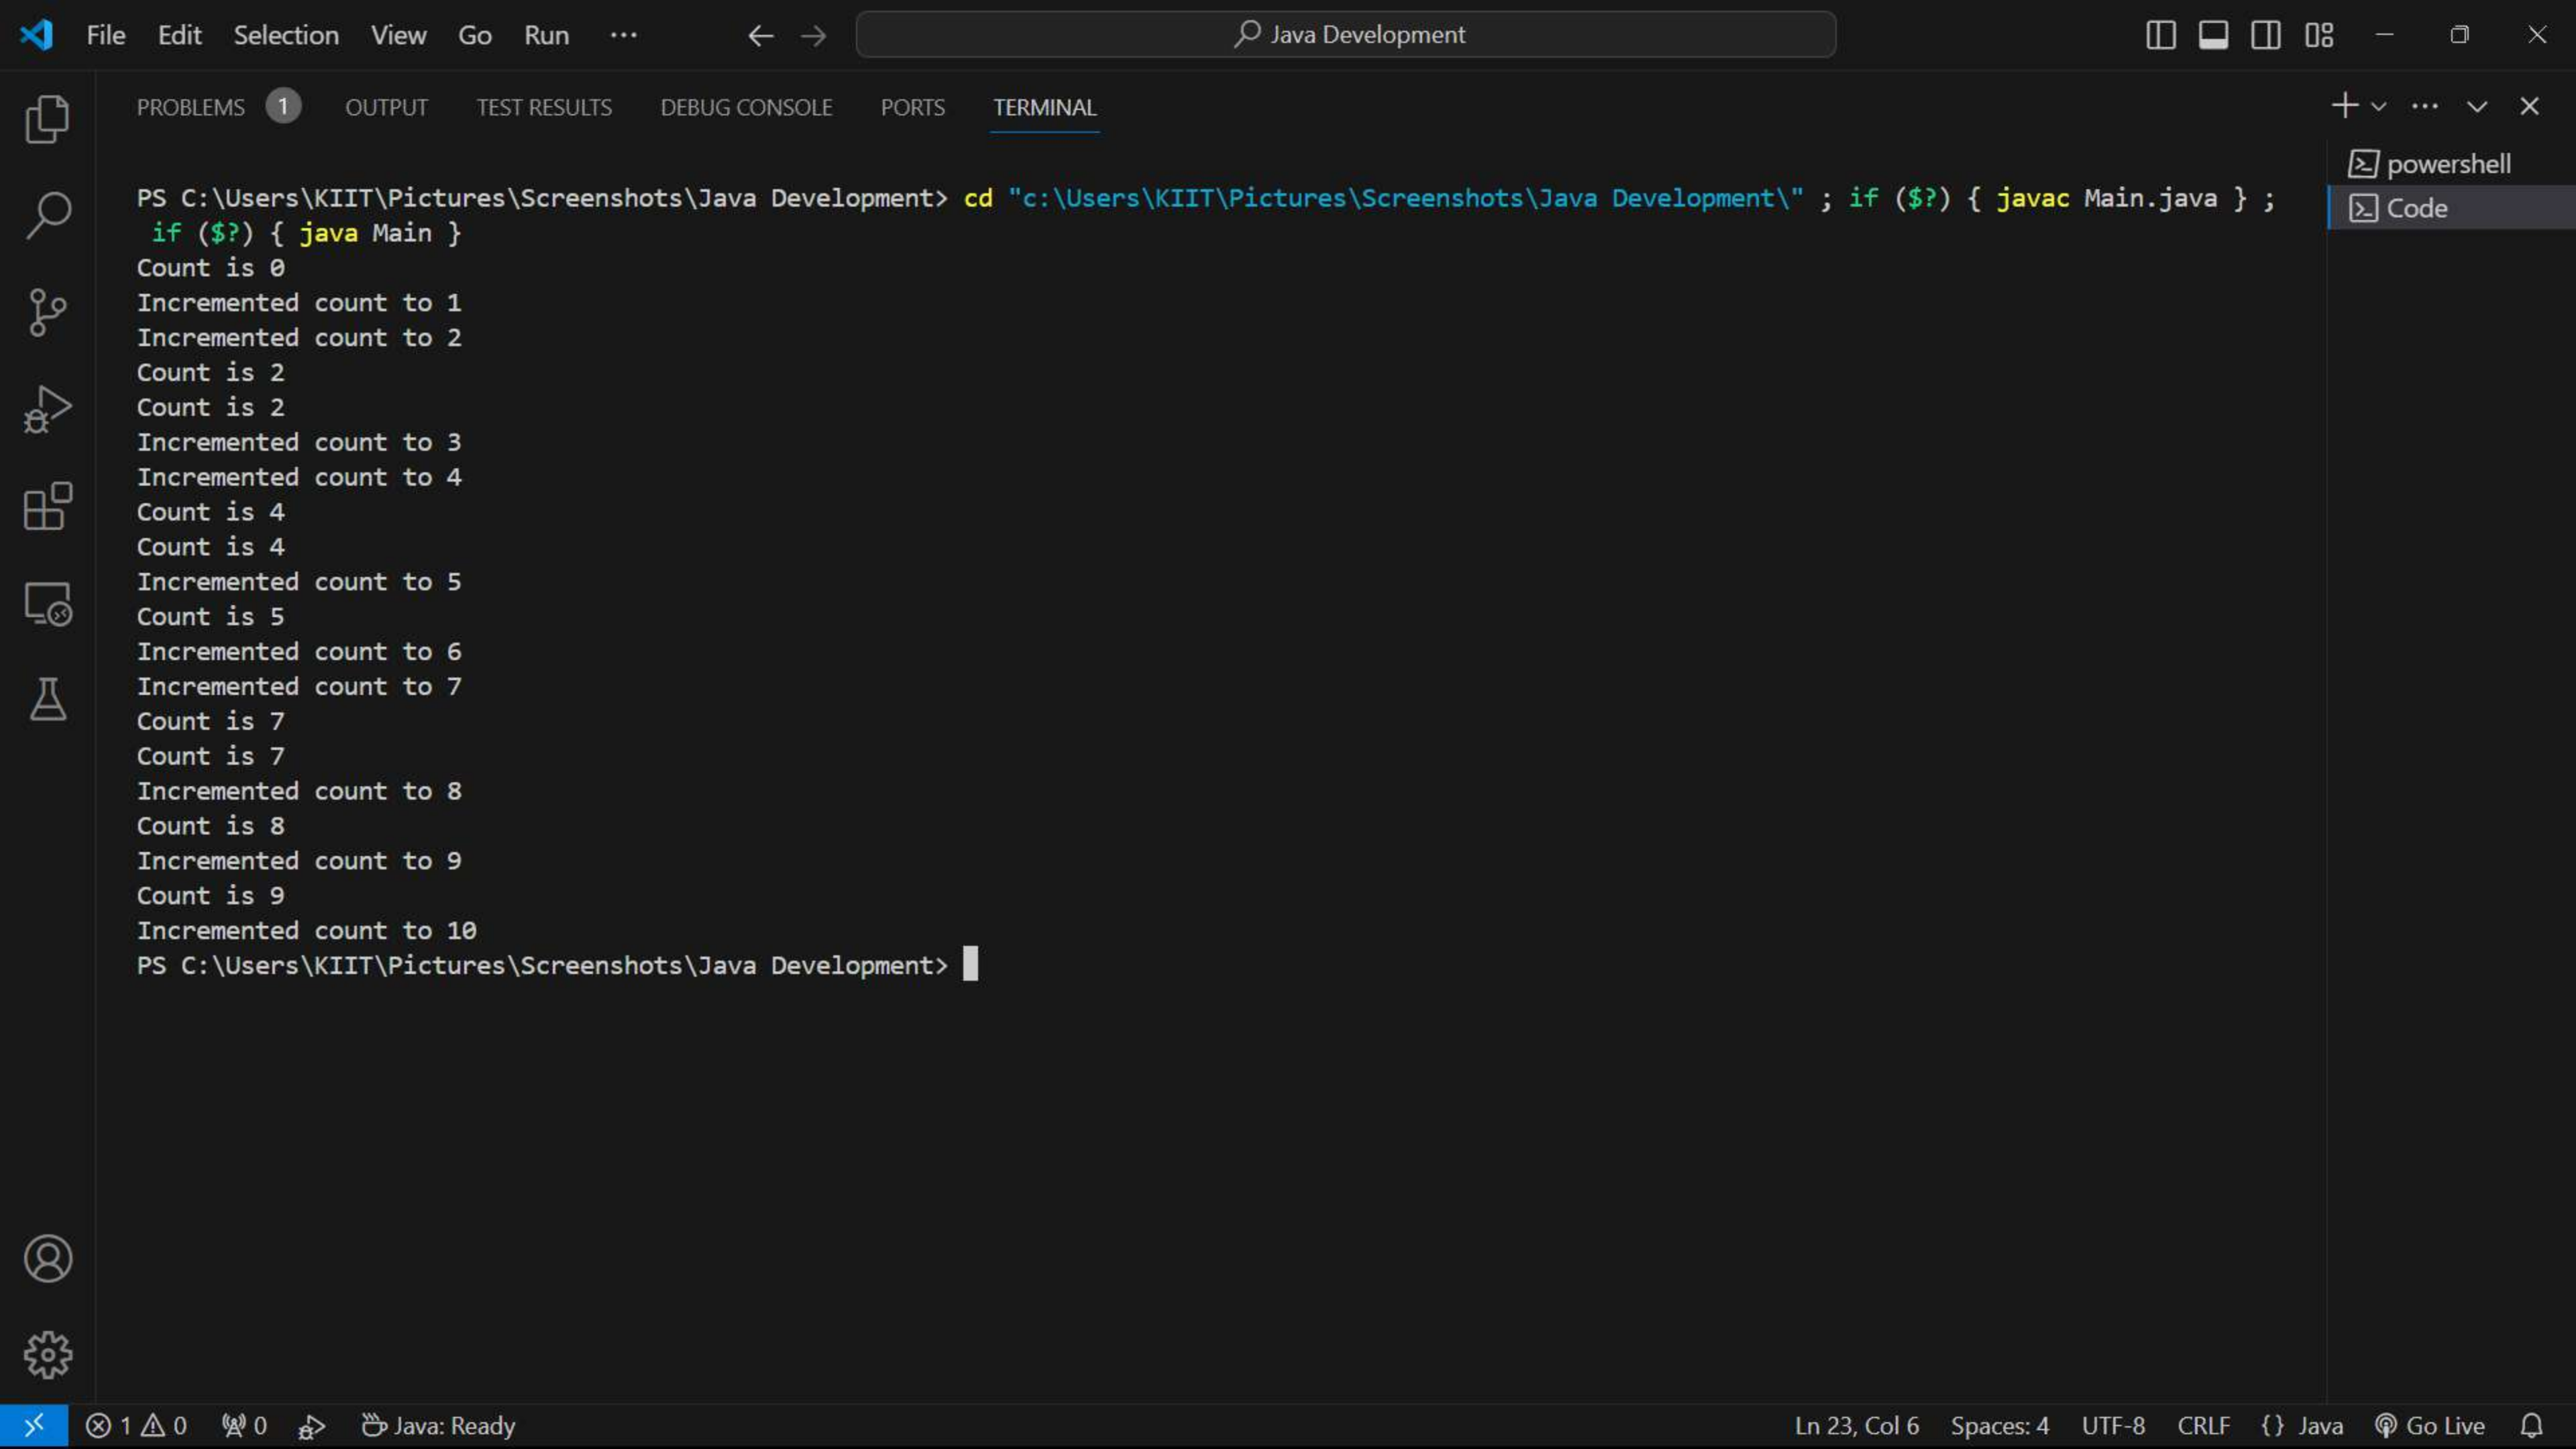 File Edit Selection View Go Run ··· Java Development
PROBLEMS 1 OUTPUT TEST RESULTS DEBUG CONSOLE PORTS TERMINAL
powershell
Code
PS C:\Users\KIIT\Pictures\Screenshots\Java Development> cd "c:\Users\KIIT\Pictures\Screenshots\Java Development\" ; if ($?) { javac Main.java } ;
if ($?) { java Main }
Count is 0
Incremented count to 1
Incremented count to 2
Count is 2
Count is 2
Incremented count to 3
Incremented count to 4
Count is 4
Count is 4
Incremented count to 5
Count is 5
Incremented count to 6
Incremented count to 7
Count is 7
Count is 7
Incremented count to 8
Count is 8
Incremented count to 9
Count is 9
Incremented count to 10
PS C:\Users\KIIT\Pictures\Screenshots\Java Development>
1 0 0 Java: Ready Ln 23, Col 6 Spaces: 4 UTF-8 CRLF {} Java Go Live